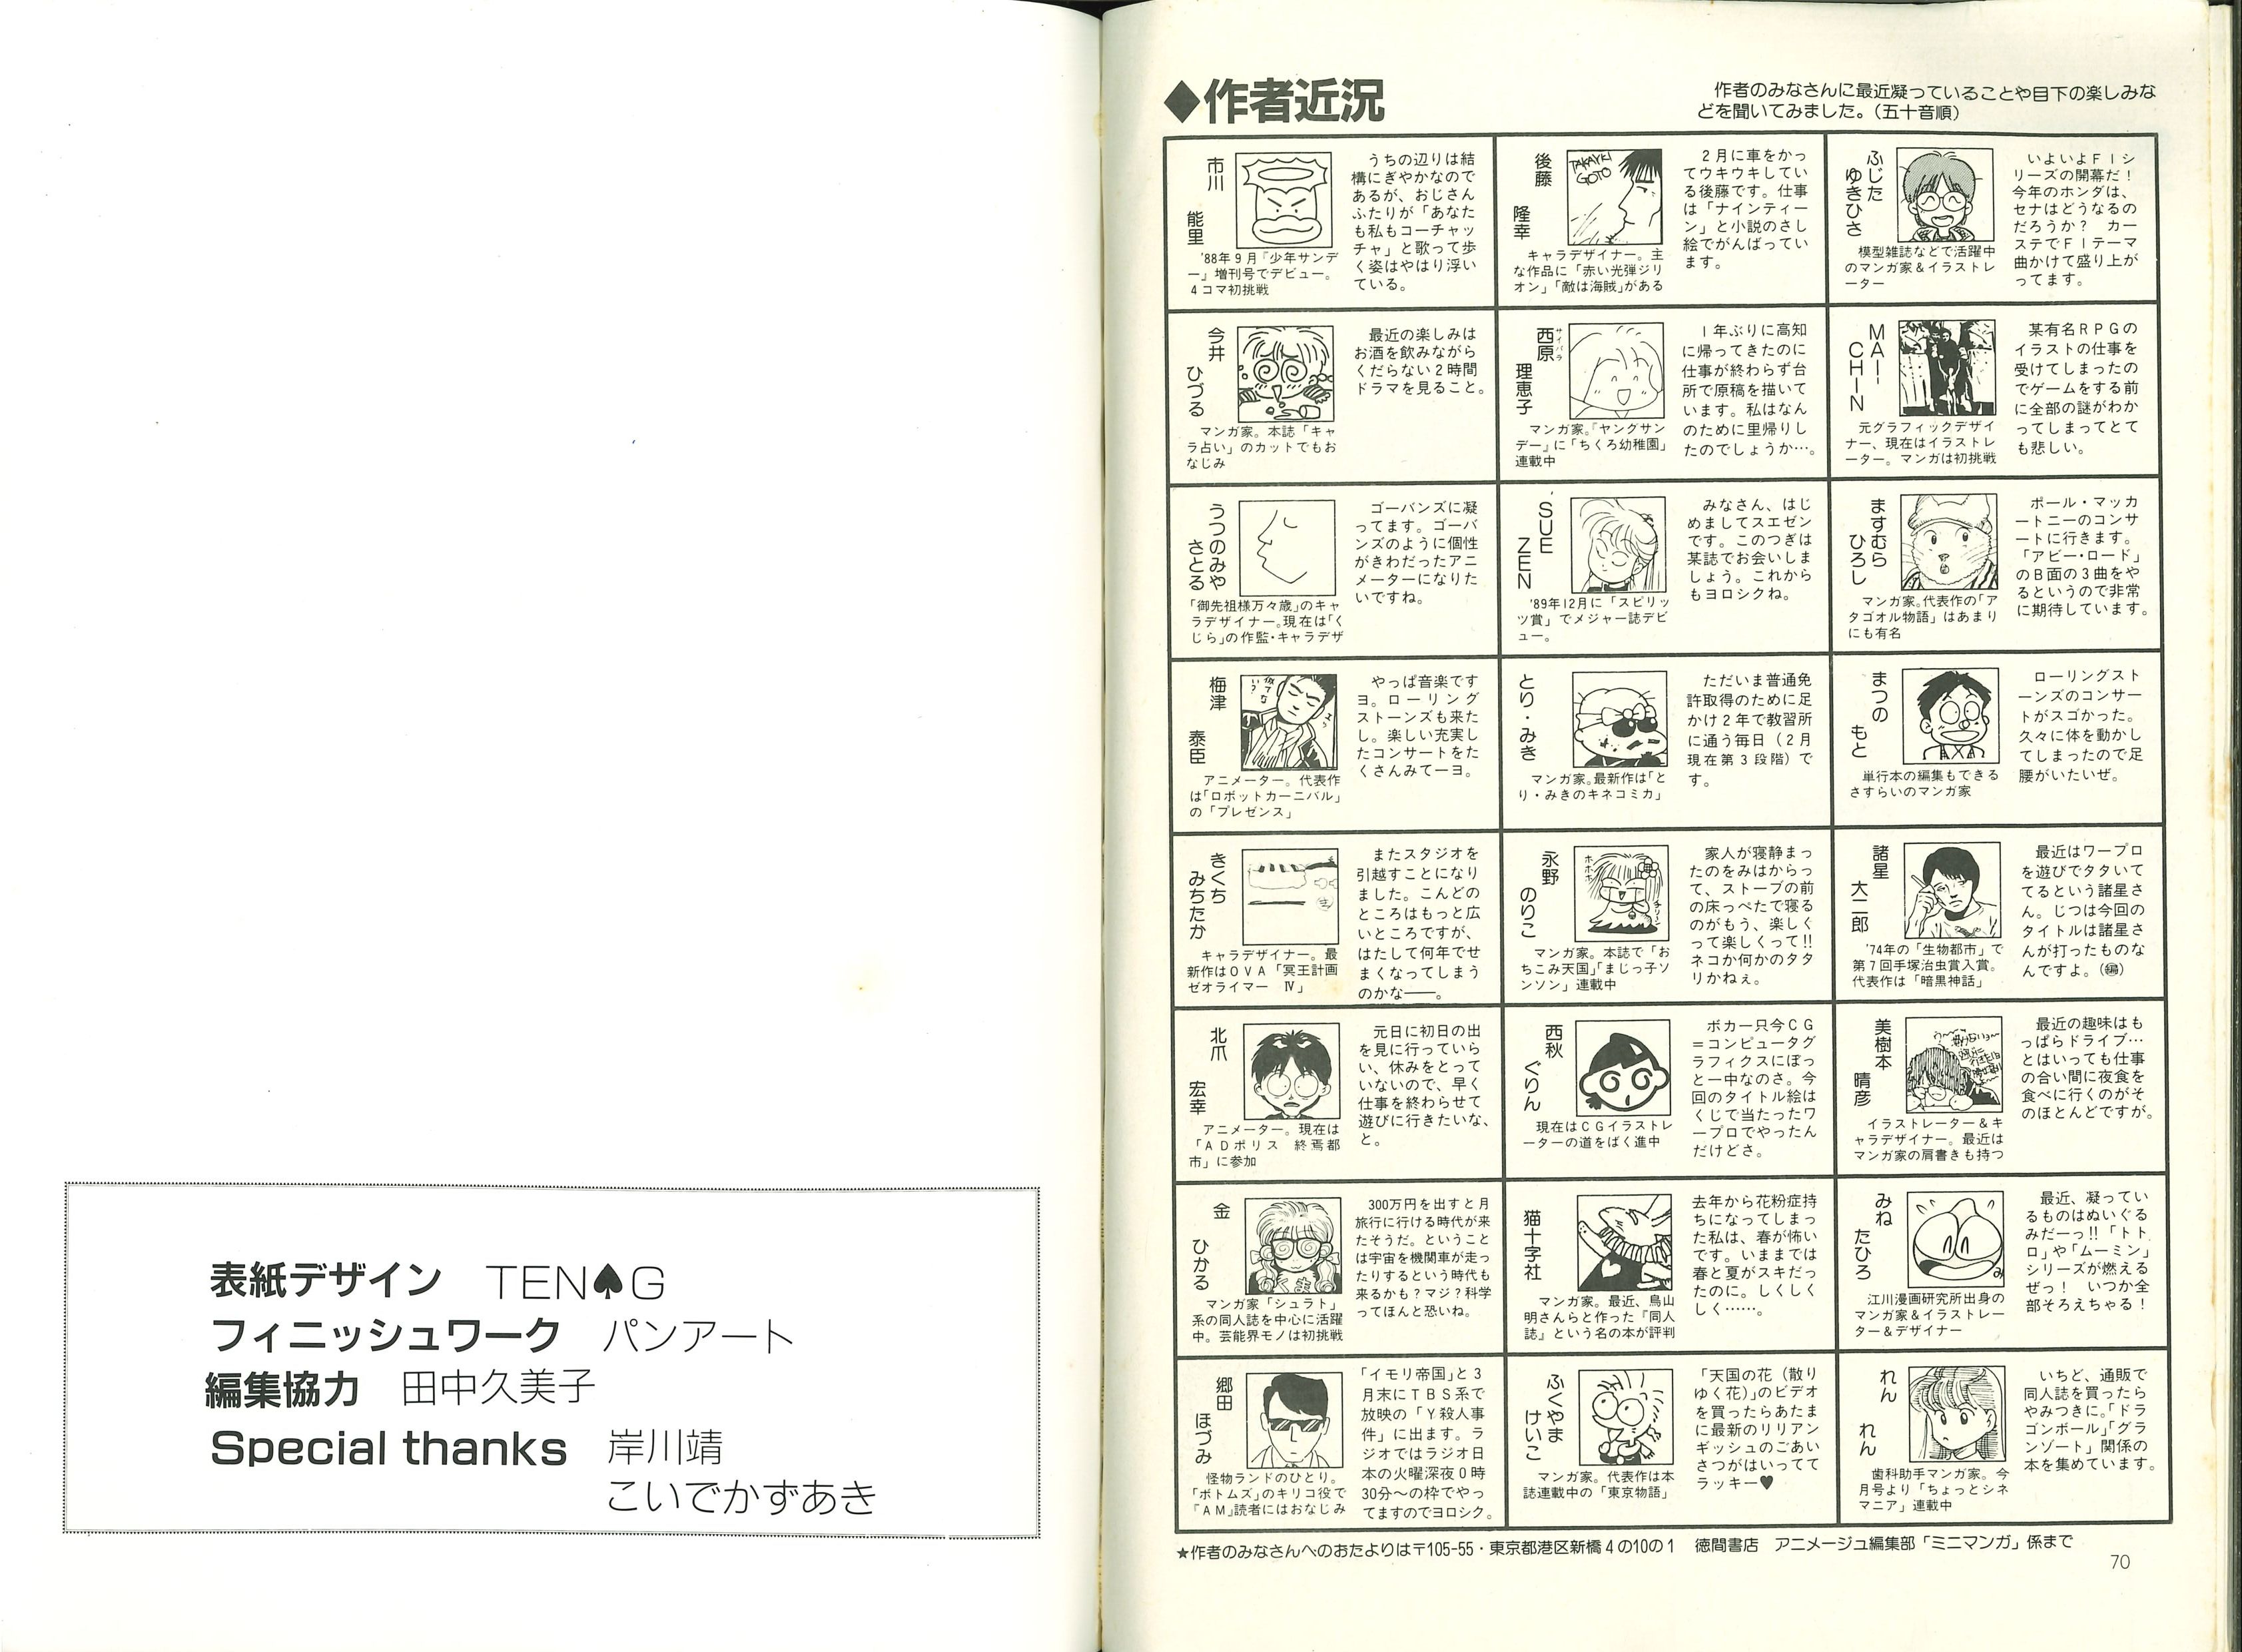 表紙デザイン　TEN♠G
フィニッシュワーク　パンアート
編集協力　田中久美子
Special thanks　岸川靖
こいでかずあき
◆作者近況
作者のみなさんに最近凝っていることや目下の楽しみな
どを聞いてみました。(五十音順)
市川　能里
'88年9月『少年サンデ
ー』増刊号でデビュー。
4コマ初挑戦
うちの辺りは結
構にぎやかなので
あるが、おじさん
ふたりが「あなた
も私もコーチャッ
チャ」と歌って歩
く姿はやはり浮い
ている。
今井　ひづる
マンガ家。本誌「キャ
ラ占い」のカットでもお
なじみ
最近の楽しみは
お酒を飲みながら
くだらない2時間
ドラマを見ること。
うつのみや　さとる
「御先祖様万々歳」のキャ
ラデザイナー。現在は「く
じら」の作監・キャラデザ
ゴーバンズに凝
ってます。ゴーバ
ンズのように個性
がきわだったアニ
メーターになりた
いですね。
梅津　泰臣
似てない?
アニメーター。代表作
は「ロボットカーニバル」
の「プレゼンス」
やっぱ音楽です
ヨ。ローリング
ストーンズも来た
し。楽しい充実し
たコンサートをた
くさんみてーヨ。
きくち　みちたか
キャラデザイナー。最
新作はOVA「冥王計画
ゼオライマー　Ⅳ」
またスタジオを
引越すことになり
ました。こんどの
ところはもっと広
いところですが、
はたして何年でせ
まくなってしまう
のかな――。
北爪　宏幸
アニメーター。現在は
「ADポリス　終焉都
市」に参加
元日に初日の出
を見に行っていら
い、休みをとって
いないので、早く
仕事を終わらせて
遊びに行きたいな、
と。
金　ひかる
マンガ家「シュラト」
系の同人誌を中心に活躍
中。芸能界モノは初挑戦
300万円を出すと月
旅行に行ける時代が来
たそうだ。ということ
は宇宙を機関車が走っ
たりするという時代も
来るかも?マジ?科学
ってほんと恐いね。
郷田　ほづみ
怪物ランドのひとり。
「ボトムズ」のキリコ役で
「AM」読者にはおなじみ
「イモリ帝国」と3
月末にTBS系で
放映の「Y殺人事
件」に出ます。ラ
ジオではラジオ日
本の火曜深夜0時
30分〜の枠でやっ
てますのでヨロシク。
後藤　隆幸
TAKAYKI
GOTO
キャラデザイナー。主
な作品に「赤い光弾ジリ
オン」「敵は海賊」がある
2月に車をかっ
てウキウキしてい
る後藤です。仕事
は「ナインティー
ン」と小説のさし
絵でがんばってい
ます。
西原　理恵子
サイバラ
マンガ家。『ヤングサン
デー』に「ちくろ幼稚園」
連載中
1年ぶりに高知
に帰ってきたのに
仕事が終わらず台
所で原稿を描いて
います。私はなん
のために里帰りし
たのでしょうか…。
SUE　ZEN
'89年12月に「スピリッ
ツ賞」でメジャー誌デビ
ュー。
みなさん、はじ
めましてスエゼン
です。このつぎは
某誌でお会いしま
しょう。これから
もヨロシクね。
とり・みき
マンガ家。最新作は「と
り・みきのキネコミカ」
ただいま普通免
許取得のために足
かけ2年で教習所
に通う毎日（2月
現在第3段階）で
す。
永野　のりこ
ホホホ
マンガ家。本誌で「お
ちこみ天国」「まじっ子ソ
ンソン」連載中
家人が寝静まっ
たのをみはからっ
て、ストーブの前
の床っぺたで寝る
のがもう、楽しく
って楽しくって!!
ネコか何かのタタ
リかねぇ。
西秋　ぐりん
現在はCGイラストレ
ーターの道をばく進中
ボカー只今CG
=コンピュータグ
ラフィクスにぼっ
と一中なのさ。今
回のタイトル絵は
くじで当たったワ
ープロでやったん
だけどさ。
猫十字社
マンガ家。最近、鳥山
明さんらと作った『同人
誌』という名の本が評判
去年から花粉症持
ちになってしまっ
た私は、春が怖い
です。いままでは
春と夏がスキだっ
たのに。しくしく
しく……。
ふくやま　けいこ
マンガ家。代表作は本
誌連載中の「東京物語」
「天国の花（散り
ゆく花）」のビデオ
を買ったらあたま
に最新のリリアン
ギッシュのごあい
さつがはいってて
ラッキー♥
ふじた　ゆきひさ
模型雑誌などで活躍中
のマンガ家＆イラストレ
ーター
いよいよF1シ
リーズの開幕だ！
今年のホンダは、
セナはどうなるの
だろうか？　カー
ステでF1テーマ
曲かけて盛り上が
ってます。
MAI-　CHIN
元グラフィックデザイ
ナー、現在はイラストレ
ーター。マンガは初挑戦
某有名RPGの
イラストの仕事を
受けてしまったの
でゲームをする前
に全部の謎がわか
ってしまってとて
も悲しい。
ますむら　ひろし
マンガ家。代表作の「ア
タゴオル物語」はあまり
にも有名
ポール・マッカ
ートニーのコンサ
ートに行きます。
「アビー・ロード」
のB面の3曲をや
るというので非常
に期待しています。
まつの　もと
単行本の編集もできる
さすらいのマンガ家
ローリングスト
ーンズのコンサー
トがスゴかった。
久々に体を動かし
てしまったので足
腰がいたいぜ。
諸星　大二郎
'74年の「生物都市」で
第7回手塚治虫賞入賞。
代表作は「暗黒神話」
最近はワープロ
を遊びでタタいて
てるという諸星さ
ん。じつは今回の
タイトルは諸星さ
んが打ったものな
んですよ。(編)
美樹本　晴彦
イラストレーター＆キ
ャラデザイナー。最近は
マンガ家の肩書きも持つ
最近の趣味はも
っぱらドライブ…
とはいっても仕事
の合い間に夜食を
食べに行くのがそ
のほとんどですが。
みね　たひろ
江川漫画研究所出身の
マンガ家＆イラストレー
ター＆デザイナー
最近、凝ってい
るものはぬいぐる
みだーっ!!「トト
ロ」や「ムーミン」
シリーズが燃える
ぜっ！　いつか全
部そろえちゃる！
れん　れん
歯科助手マンガ家。今
月号より「ちょっとシネ
マニア」連載中
いちど、通販で
同人誌を買ったら
やみつきに。「ドラ
ゴンボール」「グラ
ンゾート」関係の
本を集めています。
★作者のみなさんへのおたよりは〒105-55・東京都港区新橋4の10の1　徳間書店　アニメージュ編集部「ミニマンガ」係まで
70